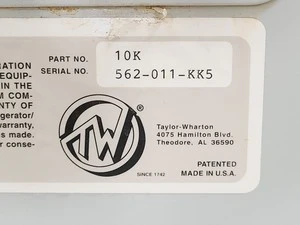 RATION
EQUIP-
IN THE
M COM-
NTY OF
igerator/
warranty,
s made.
r conse-
PART NO. 10K
SERIAL NO. 562-011-KK5
TW
SINCE 1742
Taylor-Wharton
4075 Hamilton Blvd.
Theodore, AL 36590
PATENTED
MADE IN U.S.A.